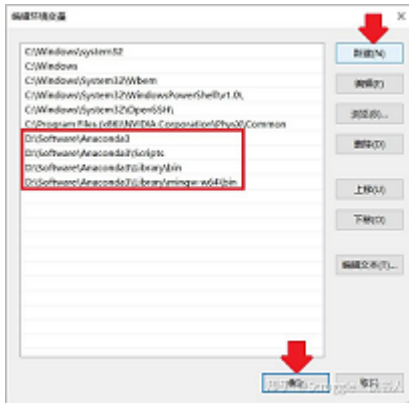 编辑环境变量
C:\Windows\system32
C:\Windows
C:\Windows\System32\Wbem
C:\Windows\System32\WindowsPowerShell\v1.0\
C:\Windows\System32\OpenSSH\
C:\Program Files (x86)\NVIDIA Corporation\PhysX\Common
D:\Software\Anaconda3
D:\Software\Anaconda3\Scripts
D:\Software\Anaconda3\Library\bin
D:\Software\Anaconda3\Library\mingw-w64\bin
新建(N)
编辑(E)
浏览(B)...
删除(D)
上移(U)
下移(O)
编辑文本(T)...
确定
取消